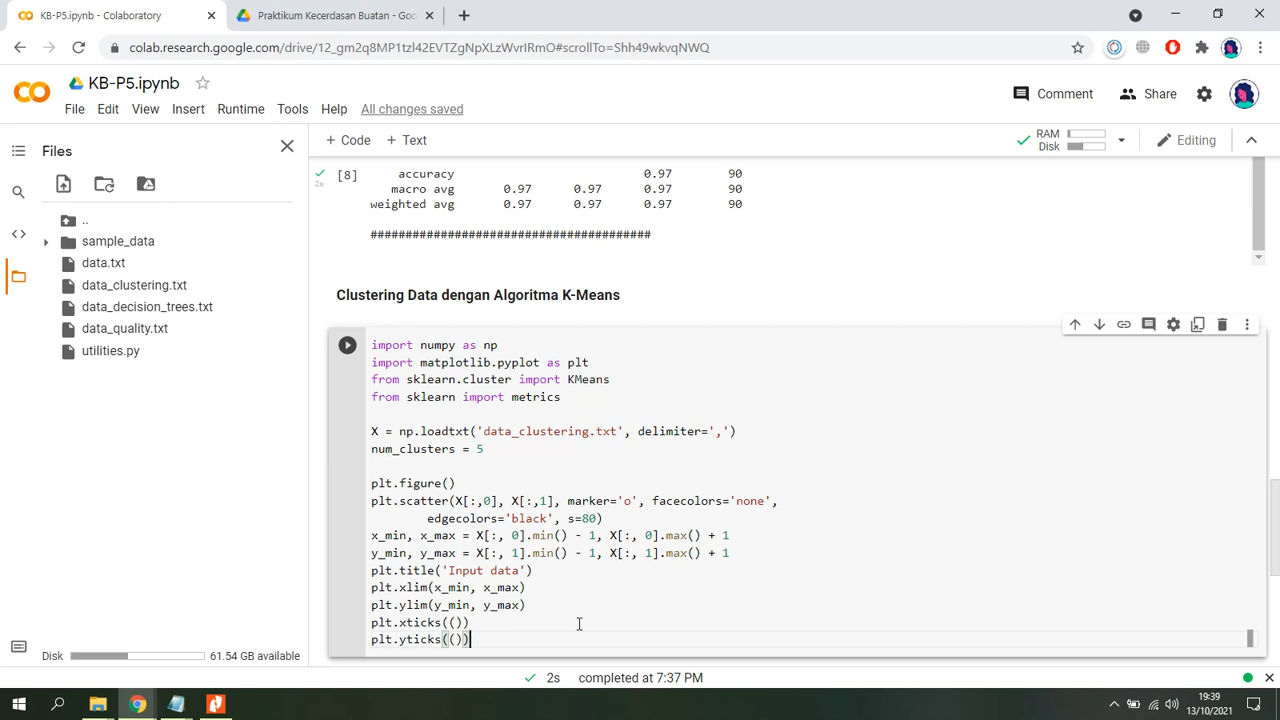 KB-P5.ipynb - Colaboratory
Praktikum Kecerdasan Buatan - Goo
colab.research.google.com/drive/12_gm2q8MP1tzl42EVTZgNpXLzWvrIRmO#scrollTo=Shh49wkvqNWQ
KB-P5.ipynb
File Edit View Insert Runtime Tools Help All changes saved
Comment
Share
Files
+ Code + Text
RAM
Disk
Editing
..
sample_data
data.txt
data_clustering.txt
data_decision_trees.txt
data_quality.txt
utilities.py
Disk 61.54 GB available
2s
[8]
accuracy 0.97 90
macro avg 0.97 0.97 0.97 90
weighted avg 0.97 0.97 0.97 90
########################################
Clustering Data dengan Algoritma K-Means
import numpy as np
import matplotlib.pyplot as plt
from sklearn.cluster import KMeans
from sklearn import metrics
X = np.loadtxt('data_clustering.txt', delimiter=',')
num_clusters = 5
plt.figure()
plt.scatter(X[:,0], X[:,1], marker='o', facecolors='none',
edgecolors='black', s=80)
x_min, x_max = X[:, 0].min() - 1, X[:, 0].max() + 1
y_min, y_max = X[:, 1].min() - 1, X[:, 1].max() + 1
plt.title('Input data')
plt.xlim(x_min, x_max)
plt.ylim(y_min, y_max)
plt.xticks(())
plt.yticks(())
2s completed at 7:37 PM
19:39
13/10/2021